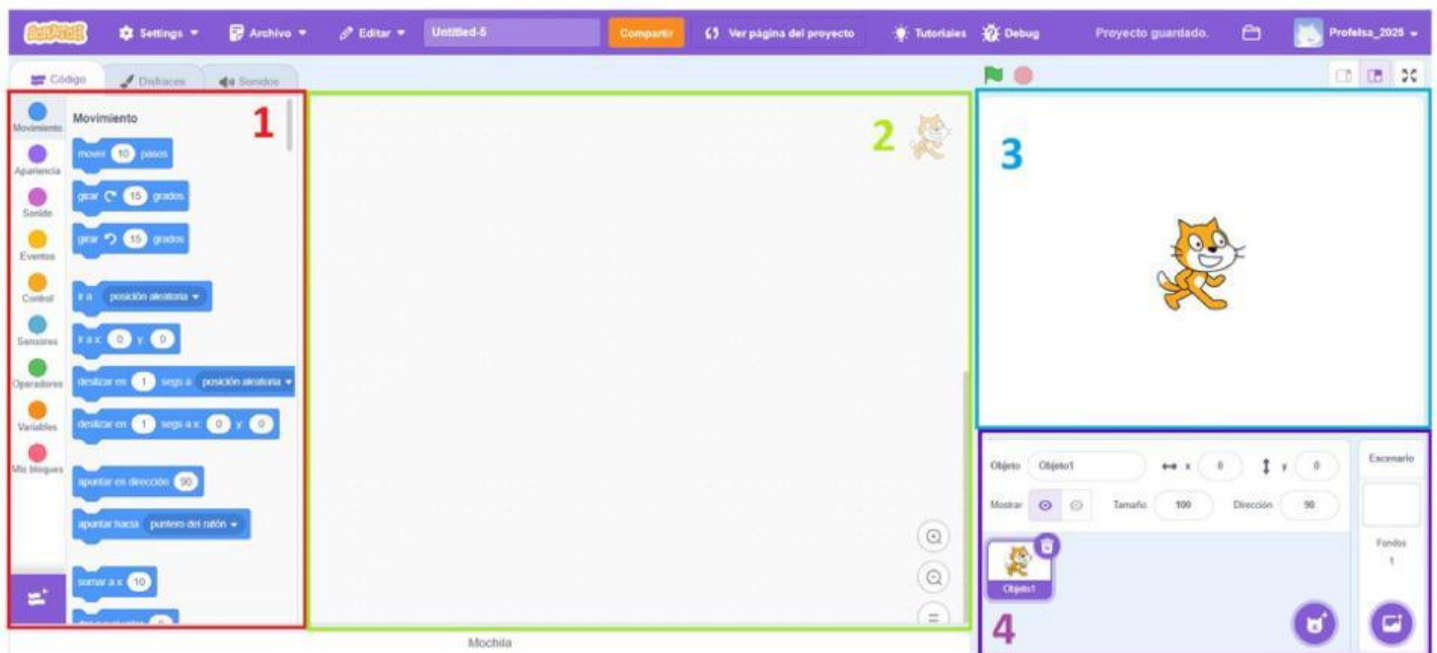 SCRATCH Settings Archivo Editar Untitled-5 Compartir Ver página del proyecto Tutoriales Debug Proyecto guardado. Profelsa_2025
Código Disfraces Sonidos
1
Movimiento
Apariencia
Sonido
Eventos
Control
Sensores
Operadores
Variables
Mis bloques
Movimiento
mover 10 pasos
girar 15 grados
girar 15 grados
ir a posición aleatoria
ir a x: 0 y: 0
deslizar en 1 segs a posición aleatoria
deslizar en 1 segs a x: 0 y: 0
apuntar en dirección 90
apuntar hacia puntero del ratón
sumar a x 10
2
Mochila
3
Objeto Objeto1 x 0 y 0
Mostrar Tamaño 100 Dirección 90
Objeto1
Escenario
Fondos
1
4